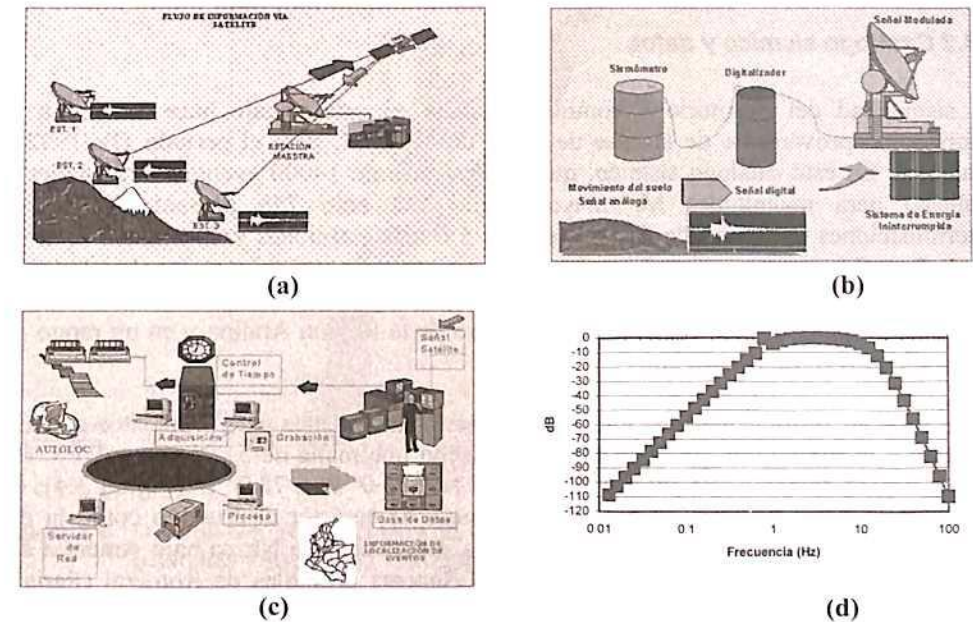 FLUJO DE INFORMACIÓN VIA
SATELITE
EST. 1
EST. 2
EST. 3
ESTACIÓN
MAESTRA
(a)
Señal Modulada
Sismómetro
Digitalizador
Movimiento del suelo
Señal análoga
Señal digital
Sistema de Energía
Ininterrumpida
(b)
Señal
Satélite
Control
de Tiempo
AUTOLOC.
Adquisición
Grabación
Servidor
de
Red
Proceso
Base de Datos
INFORMACIÓN DE
LOCALIZACIÓN DE
EVENTOS
(c)
0
-10
-20
-30
-40
-50
-60
-70
-80
-90
-100
-110
-120
dB
0 01
0.1
1
10
100
Frecuencia (Hz)
(d)